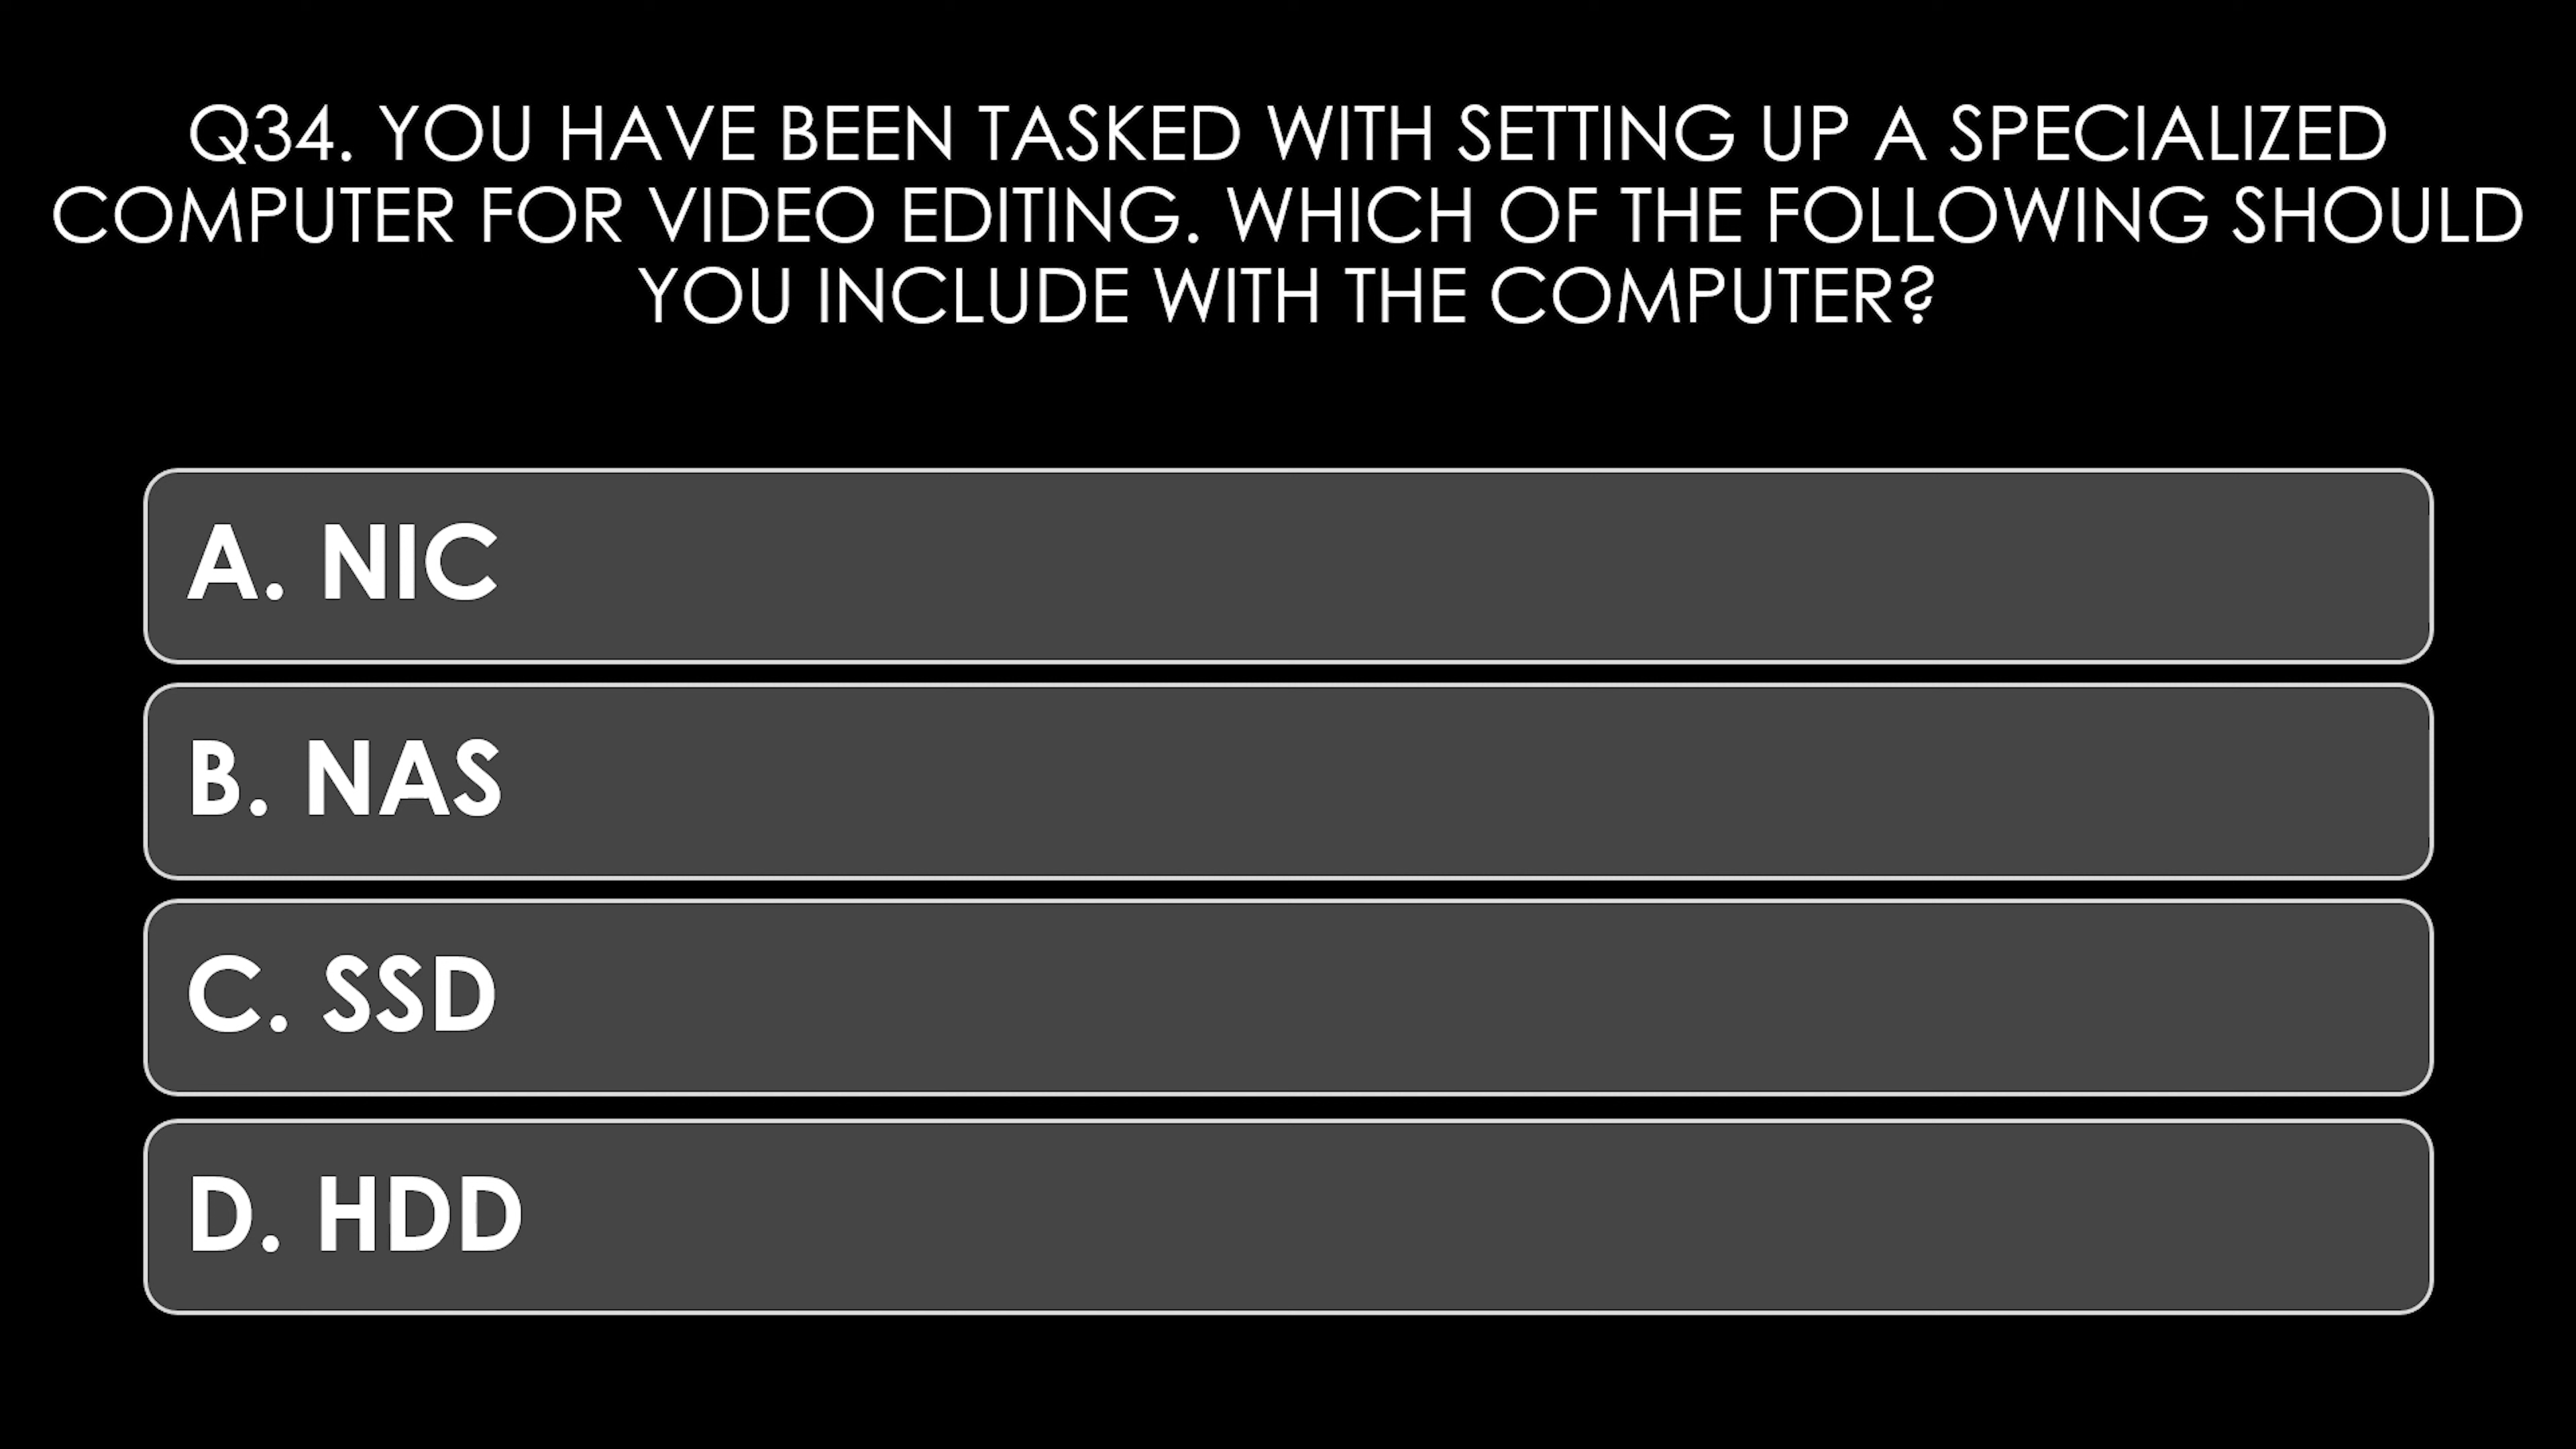 Q34. YOU HAVE BEEN TASKED WITH SETTING UP A SPECIALIZED
COMPUTER FOR VIDEO EDITING. WHICH OF THE FOLLOWING SHOULD
YOU INCLUDE WITH THE COMPUTER?
A. NIC
B. NAS
C. SSD
D. HDD